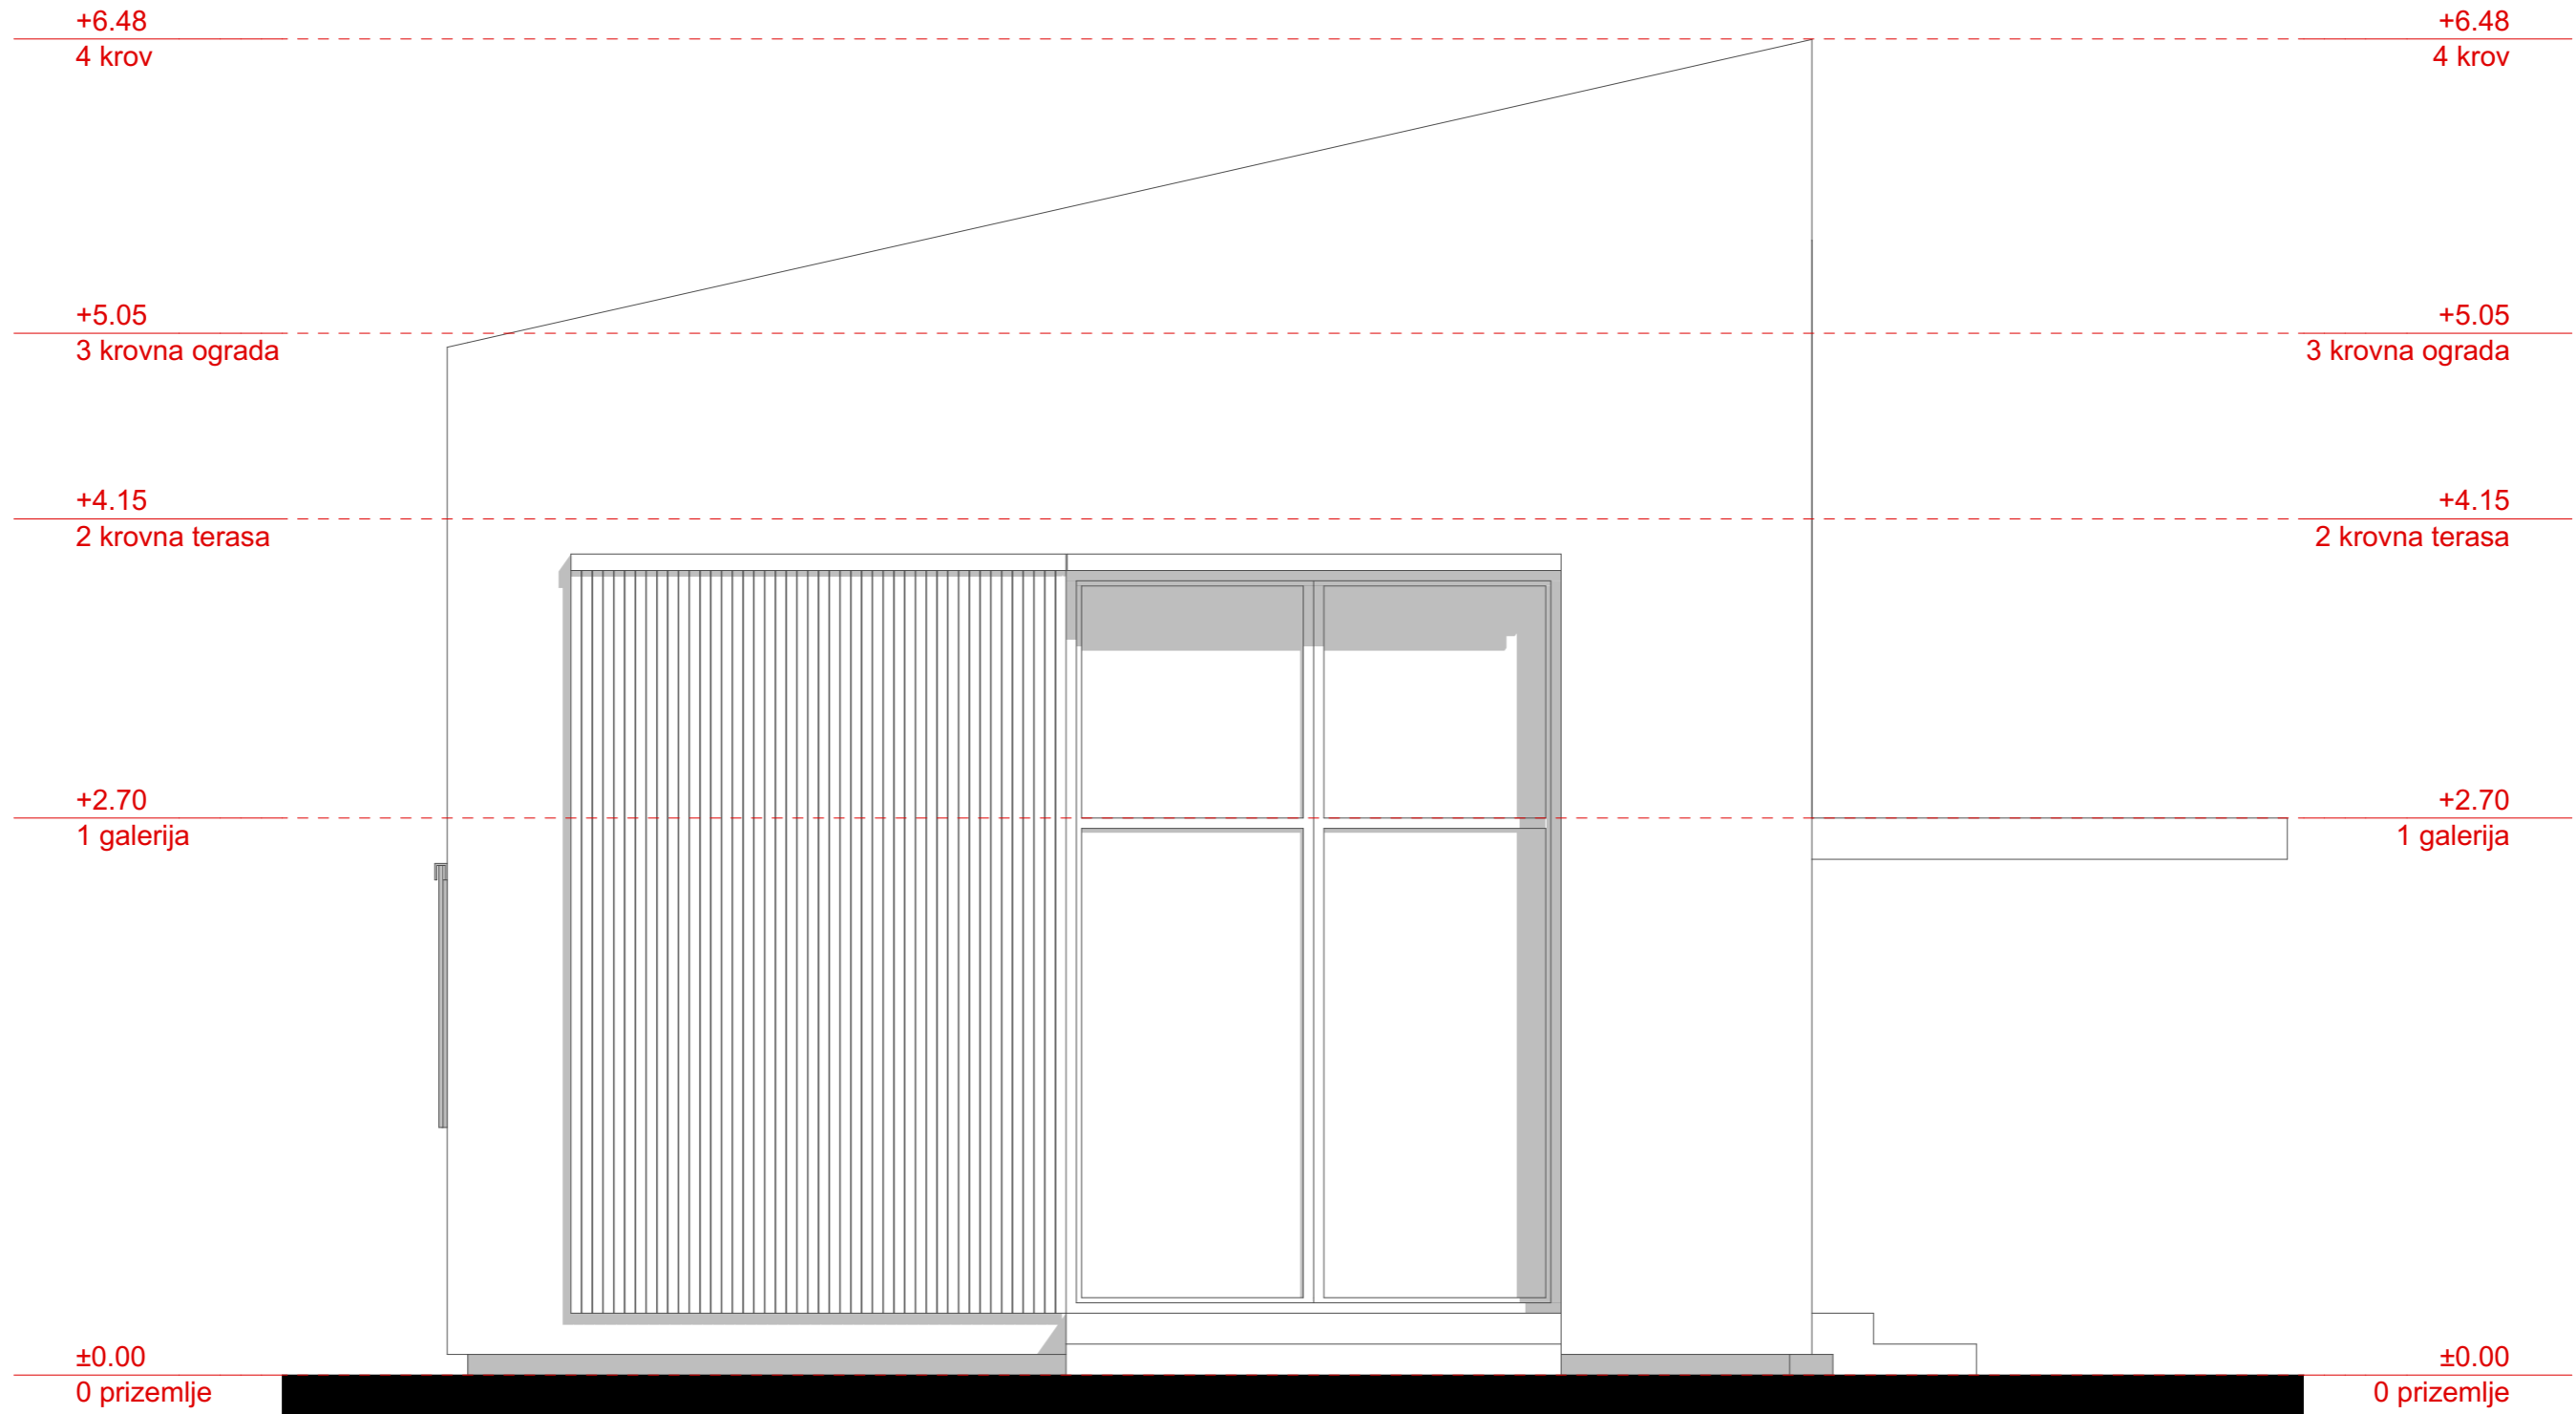 +6.48
4 krov
+6.48
4 krov
+5.05
3 krovna ograda
+5.05
3 krovna ograda
+4.15
2 krovna terasa
+4.15
2 krovna terasa
+2.70
1 galerija
+2.70
1 galerija
±0.00
0 prizemlje
±0.00
0 prizemlje